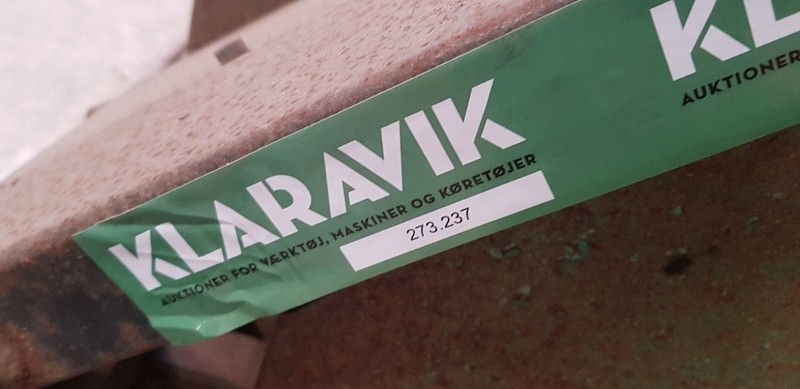 KLARAVIK
AUKTIONER FOR VÆRKTØJ, MASKINER OG KØRETØJER
273.237
KL
AUKTIONER